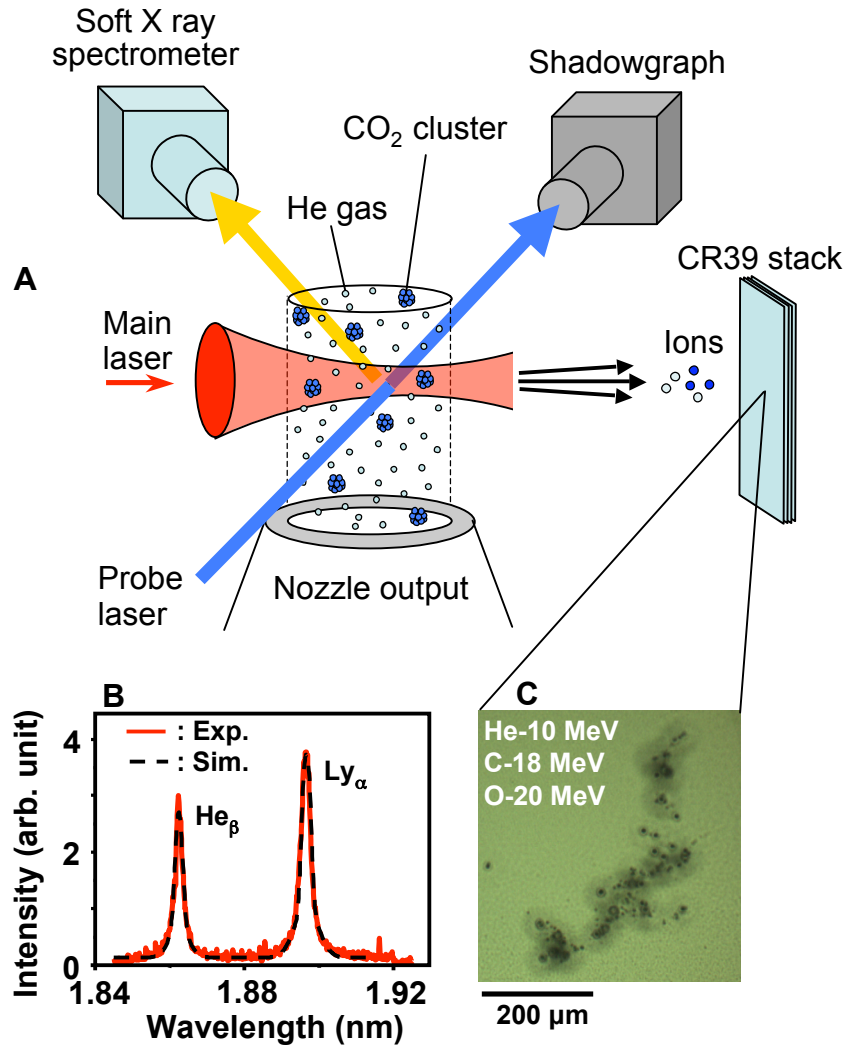 Soft X ray
spectrometer
Shadowgraph
CO₂ cluster
He gas
CR39 stack
A
Main
laser
Ions
Probe
laser
Nozzle output
B
: Exp.
: Sim.
Heβ
Lyα
4
2
0
Intensity (arb. unit)
1.84
1.88
1.92
Wavelength (nm)
C
He-10 MeV
C-18 MeV
O-20 MeV
200 µm